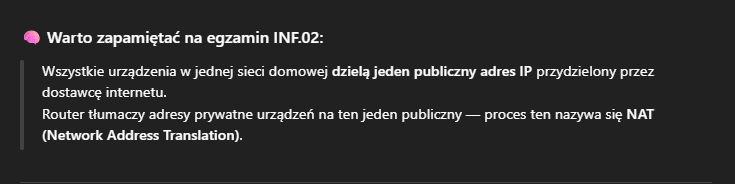 🧠 Warto zapamiętać na egzamin INF.02:
Wszystkie urządzenia w jednej sieci domowej dzielą jeden publiczny adres IP przydzielony przez
dostawcę internetu.
Router tłumaczy adresy prywatne urządzeń na ten jeden publiczny — proces ten nazywa się NAT
(Network Address Translation).